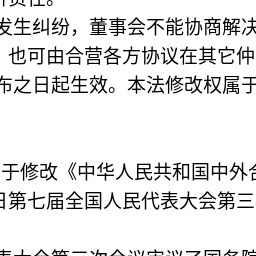 发生纠纷，董事会不能协商解决
，也可由合营各方协议在其它仲
布之日起生效。本法修改权属于
于修改《中华人民共和国中外合
日第七届全国人民代表大会第三